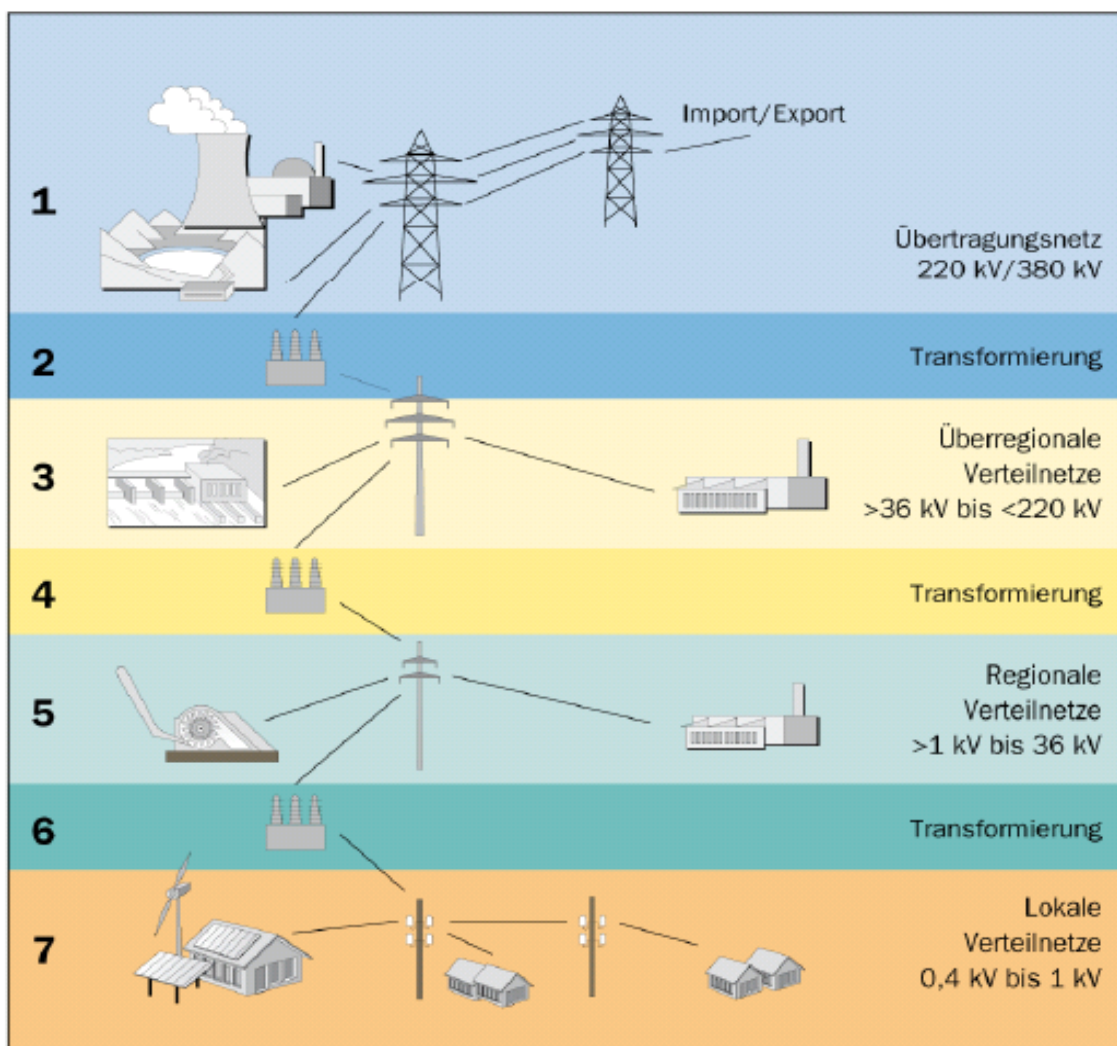 Import/Export
1
Übertragungsnetz
220 kV/380 kV
2
Transformierung
3
Überregionale
Verteilnetze
>36 kV bis <220 kV
4
Transformierung
5
Regionale
Verteilnetze
>1 kV bis 36 kV
6
Transformierung
7
Lokale
Verteilnetze
0,4 kV bis 1 kV